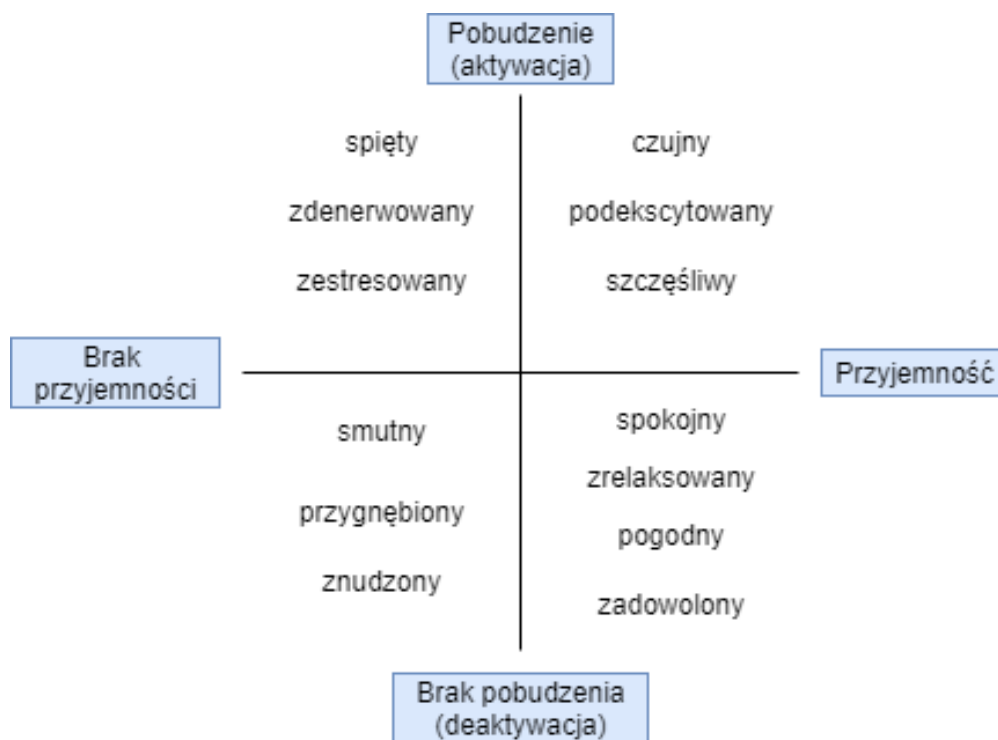 Pobudzenie
(aktywacja)
spięty
czujny
zdenerwowany
podekscytowany
zestresowany
szczęśliwy
Brak
przyjemności
Przyjemność
smutny
spokojny
zrelaksowany
przygnębiony
pogodny
znudzony
zadowolony
Brak pobudzenia
(deaktywacja)